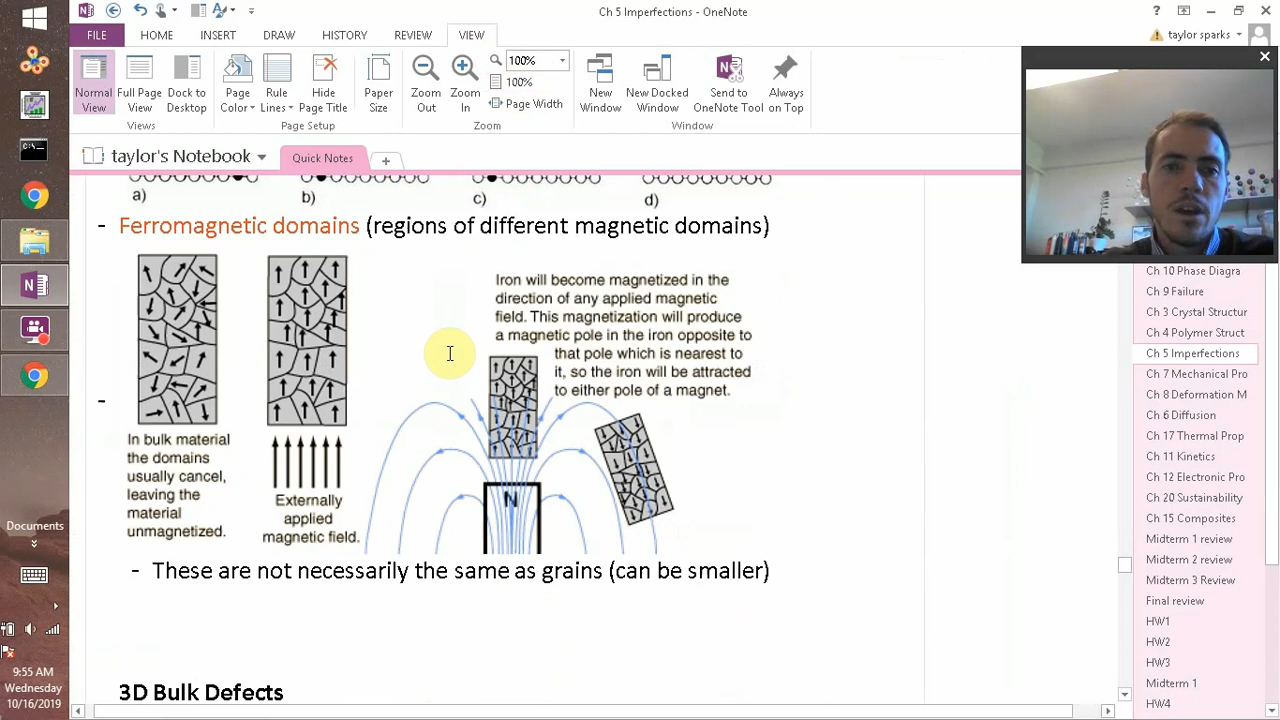 Ch 5 Imperfections - OneNote
?
FILE
HOME
INSERT
DRAW
HISTORY
REVIEW
VIEW
taylor sparks
Normal View
Full Page View
Dock to Desktop
Views
Page Color
Rule Lines
Hide Page Title
Paper Size
Page Setup
Zoom Out
Zoom In
100%
100%
Page Width
Zoom
New Window
New Docked Window
Send to OneNote Tool
Always on Top
Window
taylor's Notebook
Quick Notes
a)
b)
c)
d)
- Ferromagnetic domains (regions of different magnetic domains)
Iron will become magnetized in the
direction of any applied magnetic
field. This magnetization will produce
a magnetic pole in the iron opposite to
that pole which is nearest to
it, so the iron will be attracted
to either pole of a magnet.
-
In bulk material
the domains
usually cancel,
leaving the
material
unmagnetized.
Externally
applied
magnetic field.
N
- These are not necessarily the same as grains (can be smaller)
3D Bulk Defects
Ch 10 Phase Diagra
Ch 9 Failure
Ch 3 Crystal Structur
Ch 4 Polymer Struct
Ch 5 Imperfections
Ch 7 Mechanical Pro
Ch 8 Deformation M
Ch 6 Diffusion
Ch 17 Thermal Prop
Ch 11 Kinetics
Ch 12 Electronic Pro
Ch 20 Sustainability
Ch 15 Composites
Midterm 1 review
Midterm 2 review
Midterm 3 Review
Final review
HW1
HW2
HW3
Midterm 1
HW4
Documents
9:55 AM
Wednesday
10/16/2019